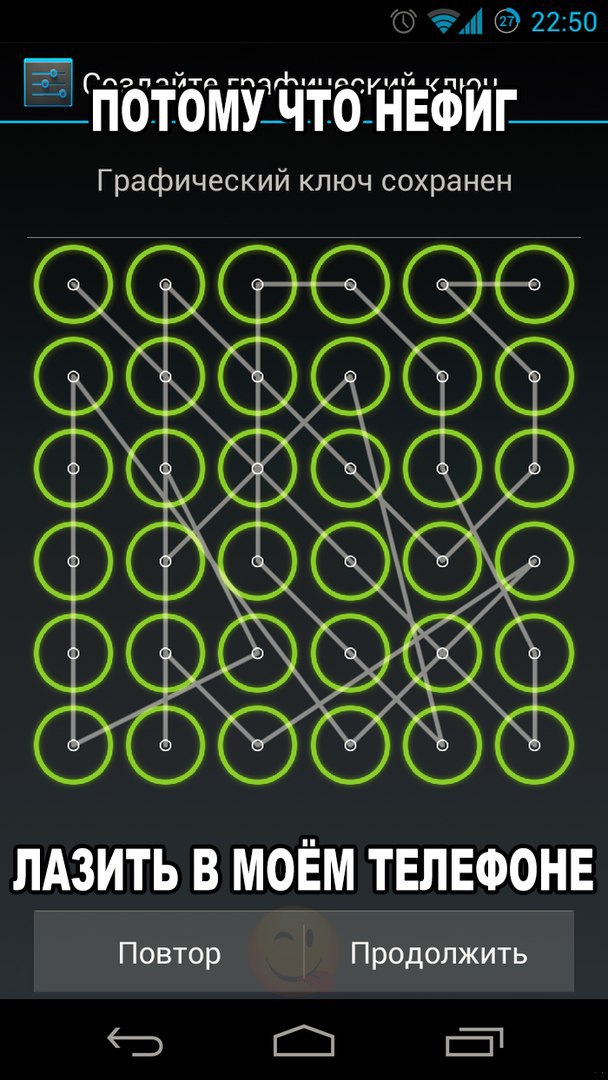 27 22:50
Создайте графический ключ
ПОТОМУ ЧТО НЕФИГ
Графический ключ сохранен
ЛАЗИТЬ В МОЁМ ТЕЛЕФОНЕ
Повтор Продолжить